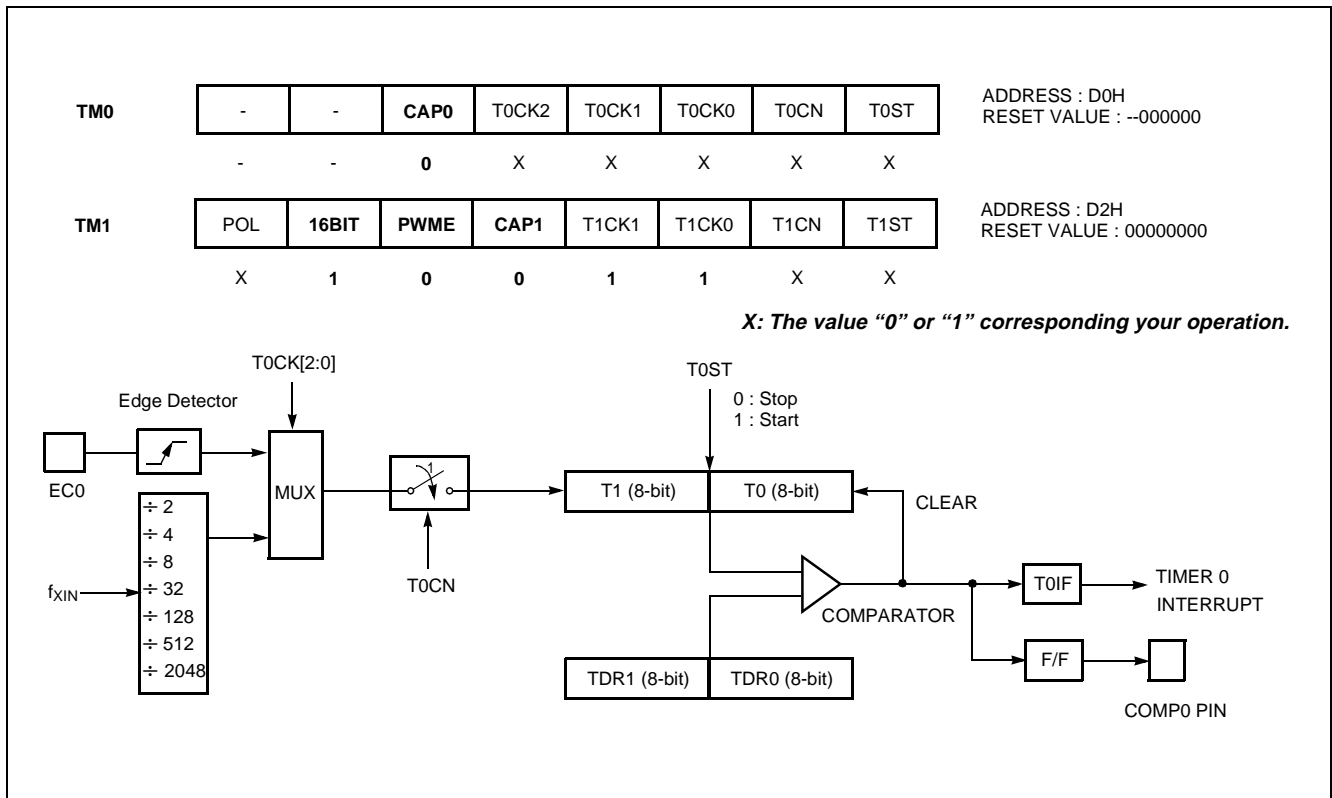 TM0 - - CAP0 T0CK2 T0CK1 T0CK0 T0CN T0ST
ADDRESS : D0H
RESET VALUE : --000000
- - 0 X X X X X
TM1 POL 16BIT PWME CAP1 T1CK1 T1CK0 T1CN T1ST
ADDRESS : D2H
RESET VALUE : 00000000
X 1 0 0 1 1 X X
X: The value “0” or “1” corresponding your operation.
T0CK[2:0]
Edge Detector
EC0
MUX
1
T0CN
T0ST
0 : Stop
1 : Start
T1 (8-bit) T0 (8-bit)
CLEAR
fXIN
÷ 2
÷ 4
÷ 8
÷ 32
÷ 128
÷ 512
÷ 2048
COMPARATOR
T0IF
TIMER 0
INTERRUPT
F/F
COMP0 PIN
TDR1 (8-bit) TDR0 (8-bit)